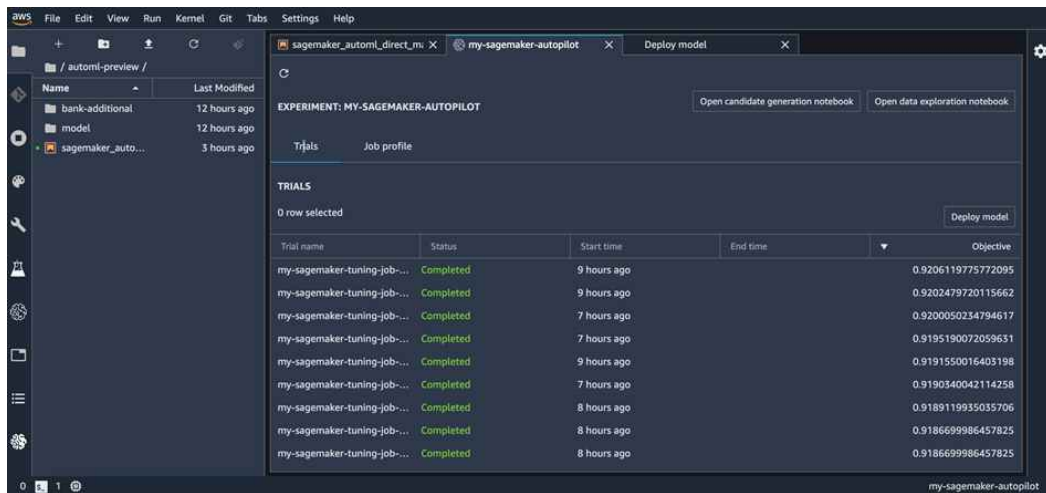 aws File Edit View Run Kernel Git Tabs Settings Help
sagemaker_automl_direct_ma X my-sagemaker-autopilot X Deploy model X
/ automl-preview /
Name Last Modified
bank-additional 12 hours ago
model 12 hours ago
sagemaker_auto... 3 hours ago
EXPERIMENT: MY-SAGEMAKER-AUTOPILOT
Open candidate generation notebook Open data exploration notebook
Trials Job profile
TRIALS
0 row selected
Deploy model
Trial name Status Start time End time Objective
my-sagemaker-tuning-job-... Completed 9 hours ago 0.9206119775772095
my-sagemaker-tuning-job-... Completed 9 hours ago 0.9202479720115662
my-sagemaker-tuning-job-... Completed 7 hours ago 0.9200050234794617
my-sagemaker-tuning-job-... Completed 7 hours ago 0.9195190072059631
my-sagemaker-tuning-job-... Completed 9 hours ago 0.9191550016403198
my-sagemaker-tuning-job-... Completed 7 hours ago 0.9190340042114258
my-sagemaker-tuning-job-... Completed 8 hours ago 0.9189119935035706
my-sagemaker-tuning-job-... Completed 8 hours ago 0.9186699986457825
my-sagemaker-tuning-job-... Completed 8 hours ago 0.9186699986457825
0 1 my-sagemaker-autopilot